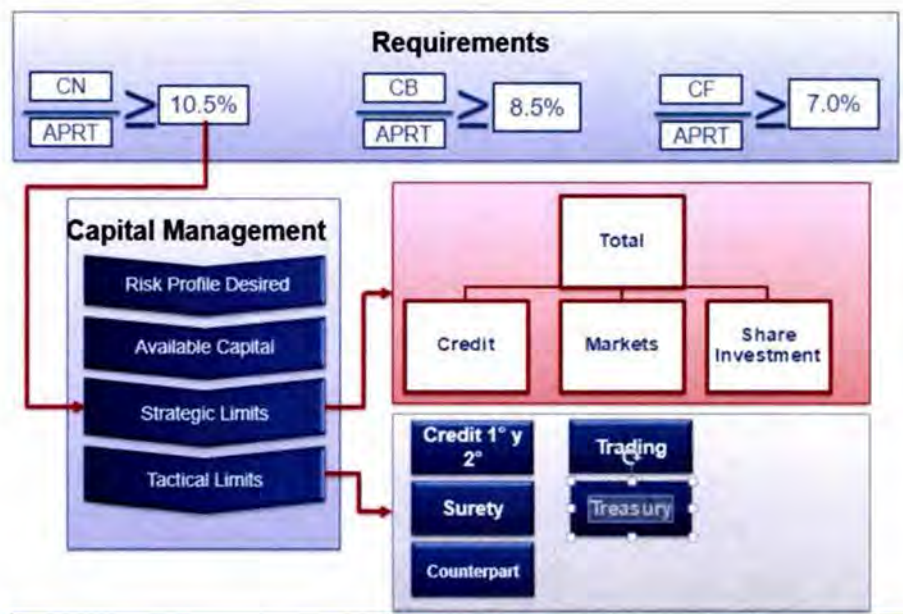 Requirements
CN
APRT
≥
10.5%
CB
APRT
≥
8.5%
CF
APRT
≥
7.0%
Capital Management
Risk Profile Desired
Available Capital
Strategic Limits
Tactical Limits
Total
Credit
Markets
Share
Investment
Credit 1° y
2°
Surety
Counterpart
Trading
Treasury